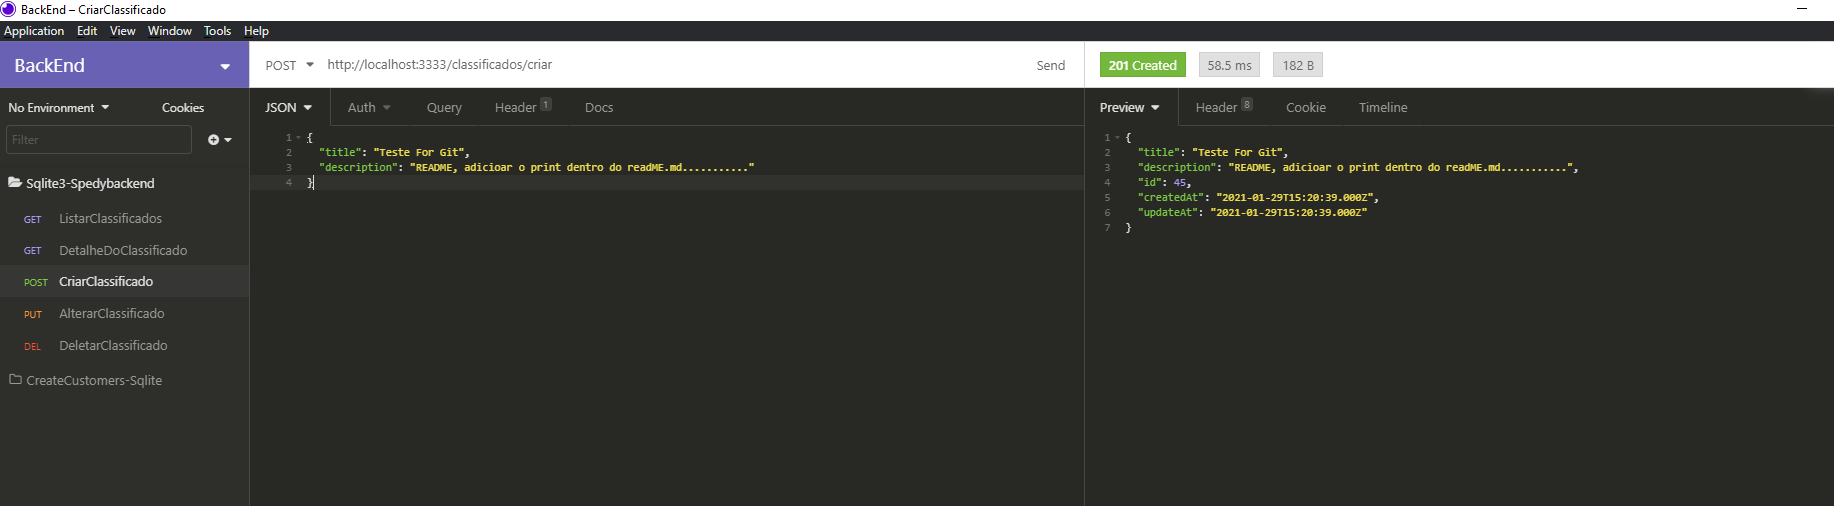 BackEnd – CriarClassificado
Application Edit View Window Tools Help
BackEnd
POST http://localhost:3333/classificados/criar Send
201 Created 58.5 ms 182 B
No Environment Cookies
JSON Auth Query Header 1 Docs
Preview Header 8 Cookie Timeline
Filter
Sqlite3-Spedybackend
GET ListarClassificados
GET DetalheDoClassificado
POST CriarClassificado
PUT AlterarClassificado
DEL DeletarClassificado
CreateCustomers-Sqlite
1 {
2 "title": "Teste For Git",
3 "description": "README, adicioar o print dentro do readME.md..........."
4 }
1 {
2 "title": "Teste For Git",
3 "description": "README, adicioar o print dentro do readME.md...........",
4 "id": 45,
5 "createdAt": "2021-01-29T15:20:39.000Z",
6 "updateAt": "2021-01-29T15:20:39.000Z"
7 }